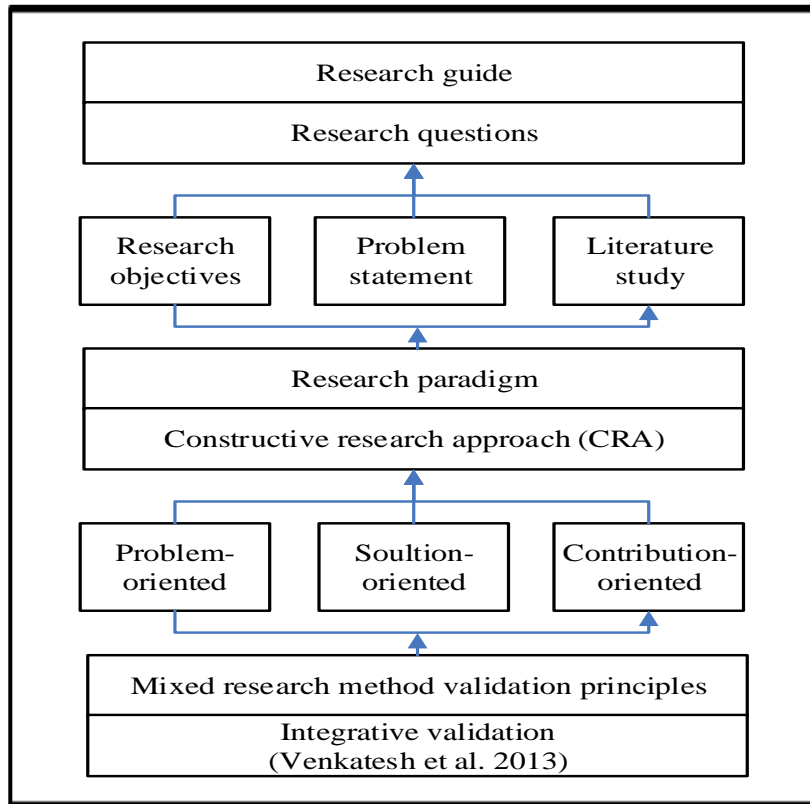 Research guide
Research questions
Research
objectives
Problem
statement
Literature
study
Research paradigm
Constructive research approach (CRA)
Problem-
oriented
Soultion-
oriented
Contribution-
oriented
Mixed research method validation principles
Integrative validation
(Venkatesh et al. 2013)